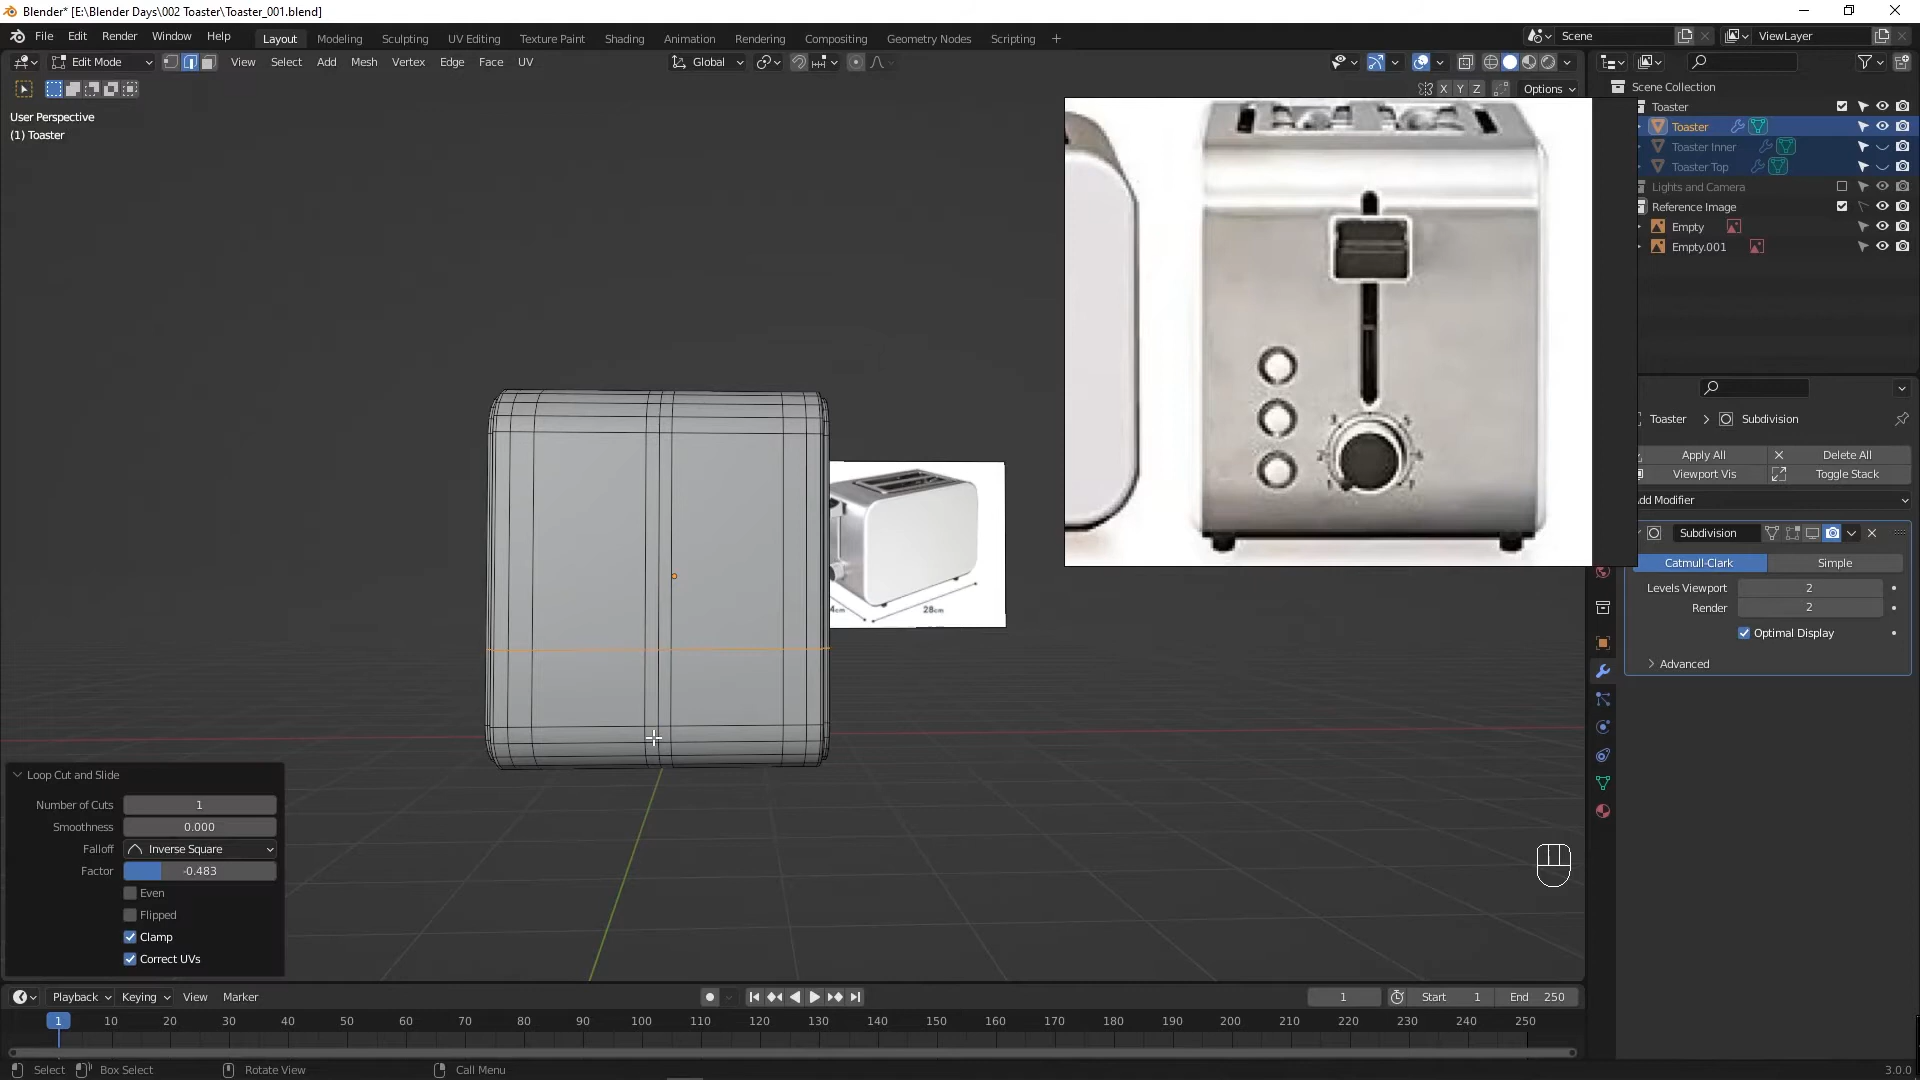 Blender* [E:\Blender Days\002 Toaster\Toaster_001.blend]
File Edit Render Window Help
Layout Modeling Sculpting UV Editing Texture Paint Shading Animation Rendering Compositing Geometry Nodes Scripting +
Scene
ViewLayer
Edit Mode
View Select Add Mesh Vertex Edge Face UV
Global
X Y Z
Options
User Perspective
(1) Toaster
Scene Collection
Toaster
Toaster
Toaster Inner
Toaster Top
Lights and Camera
Reference Image
Empty
Empty.001
28cm
Toaster > Subdivision
Apply All
Delete All
Viewport Vis
Toggle Stack
dd Modifier
Subdivision
Catmull-Clark
Simple
Levels Viewport 2
Render 2
Optimal Display
Advanced
Loop Cut and Slide
Number of Cuts 1
Smoothness 0.000
Falloff Inverse Square
Factor -0.483
Even
Flipped
Clamp
Correct UVs
Playback Keying View Marker
1
Start 1
End 250
1 10 20 30 40 50 60 70 80 90 100 110 120 130 140 150 160 170 180 190 200 210 220 230 240 250
Select Box Select Rotate View Call Menu
3.0.0